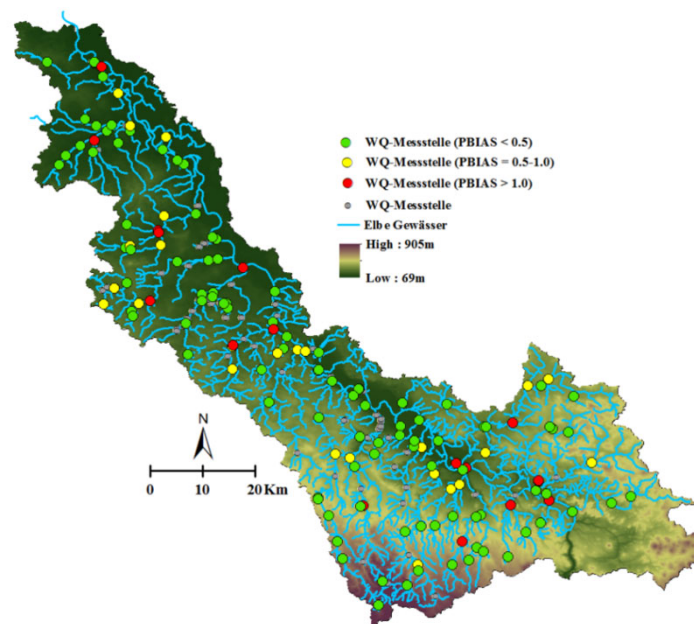 WQ-Messstelle (PBIAS < 0.5)
WQ-Messstelle (PBIAS = 0.5-1.0)
WQ-Messstelle (PBIAS > 1.0)
WQ-Messstelle
Elbe Gewässer
High : 905m
Low : 69m
N
0 10 20 Km